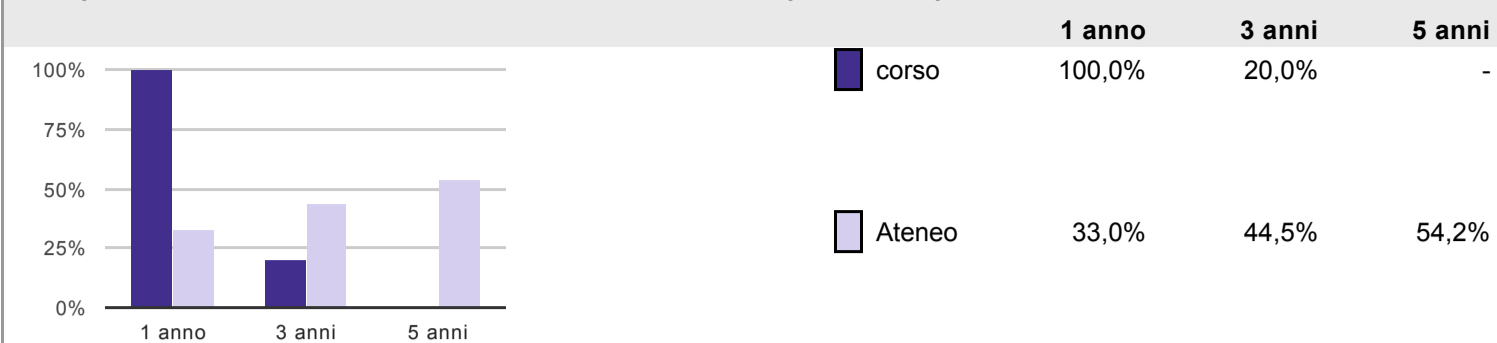 1 anno 3 anni 5 anni
corso 100,0% 20,0% -
Ateneo 33,0% 44,5% 54,2%
100%
75%
50%
25%
0%
1 anno 3 anni 5 anni